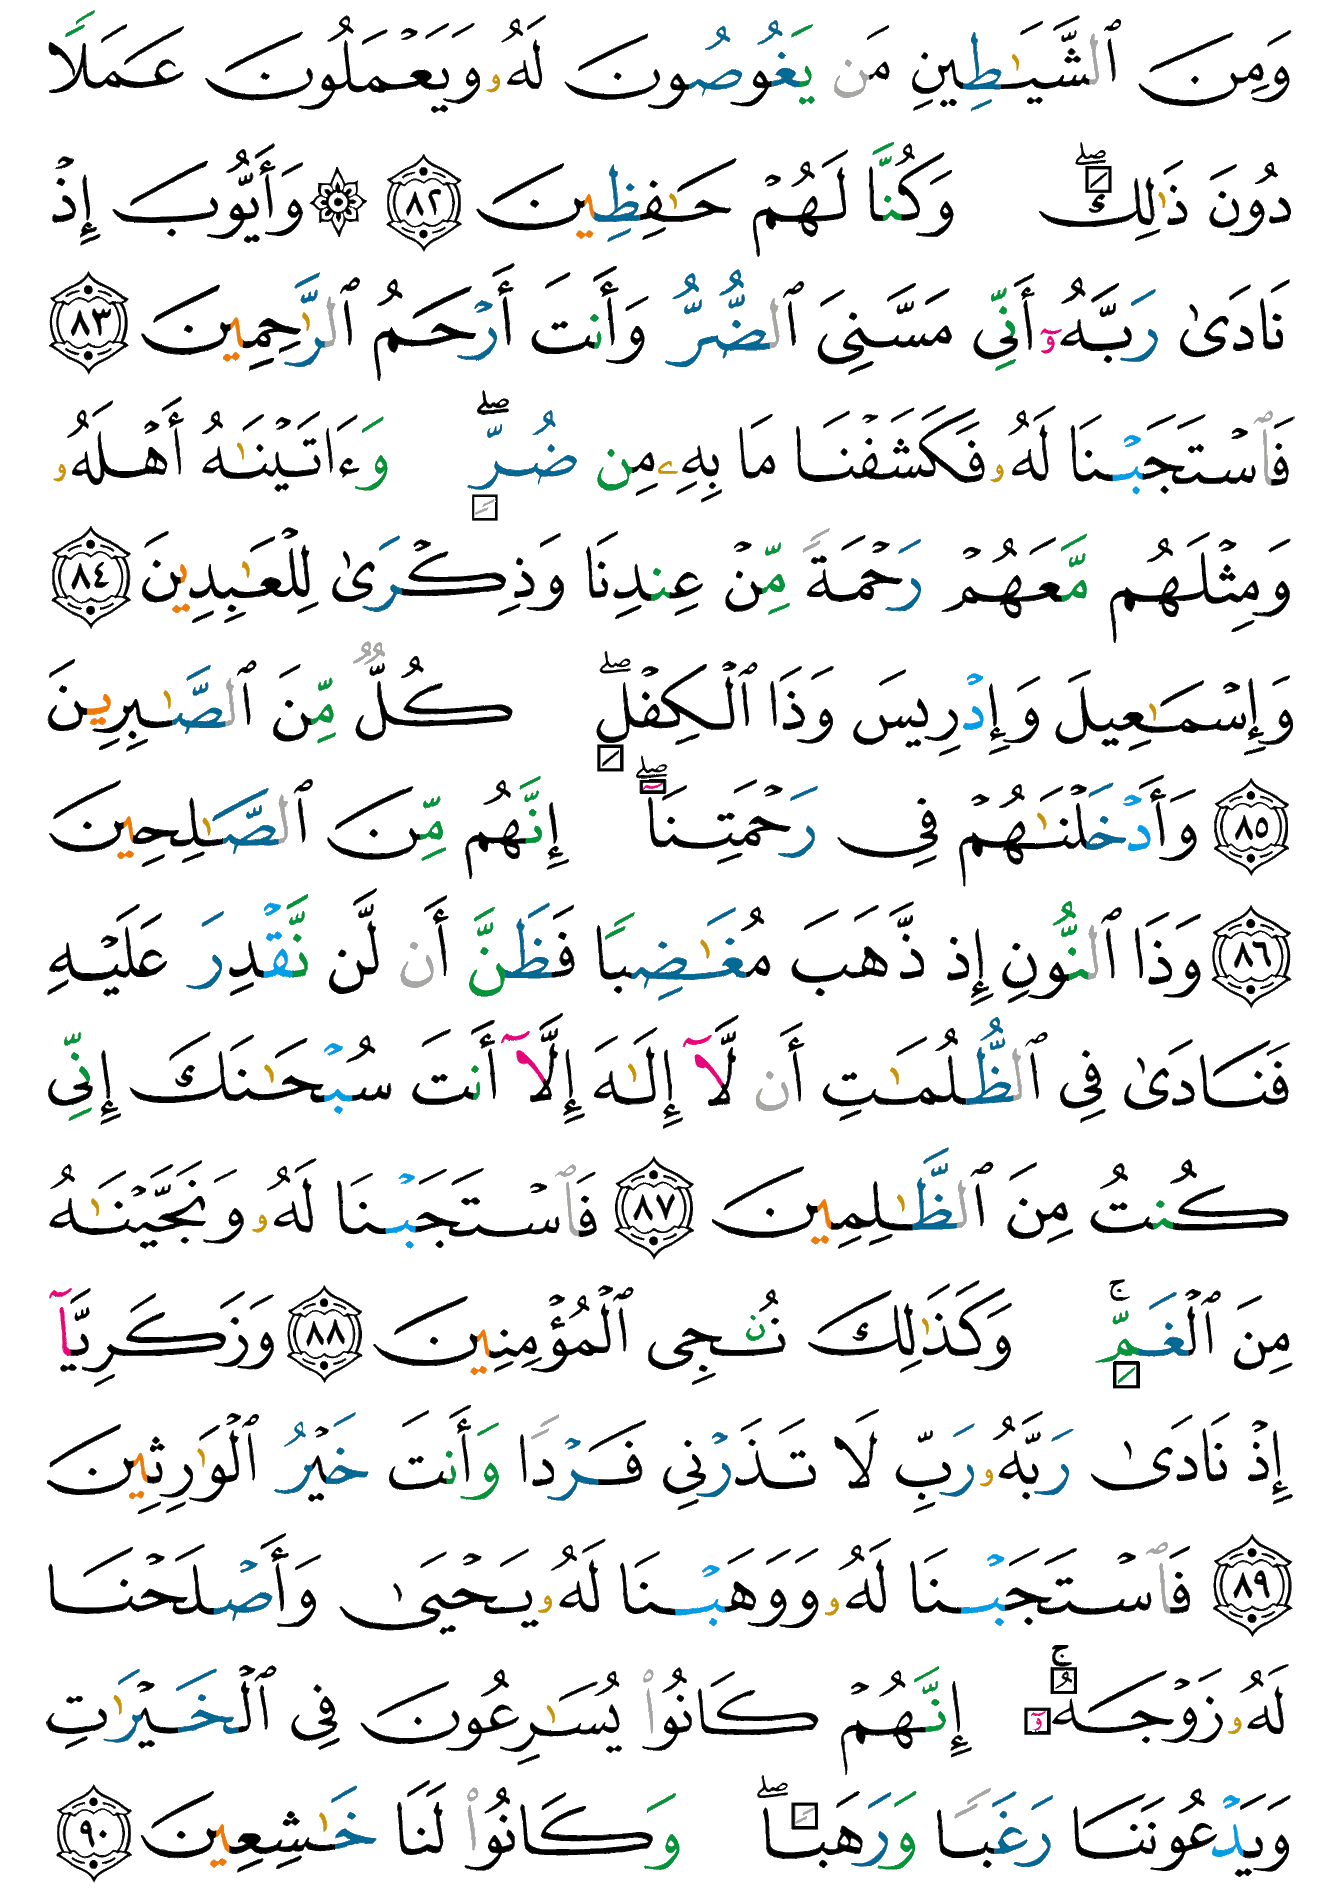 وَمِنَ ٱلشَّيَـٰطِينِ مَن يَغُوصُونَ لَهُۥ وَيَعْمَلُونَ عَمَلًا
دُونَ ذَٰلِكَ ۖ وَكُنَّا لَهُمْ حَـٰفِظِينَ ٨٢ ۞ وَأَيُّوبَ إِذْ
نَادَىٰ رَبَّهُۥٓ أَنِّى مَسَّنِىَ ٱلضُّرُّ وَأَنتَ أَرْحَمُ ٱلرَّٰحِمِينَ ٨٣
فَٱسْتَجَبْنَا لَهُۥ فَكَشَفْنَا مَا بِهِۦ مِن ضُرٍّ ۖ وَءَاتَيْنَـٰهُ أَهْلَهُۥ
وَمِثْلَهُم مَّعَهُمْ رَحْمَةً مِّنْ عِندِنَا وَذِكْرَىٰ لِلْعَـٰبِدِينَ ٨٤
وَإِسْمَـٰعِيلَ وَإِدْرِيسَ وَذَا ٱلْكِفْلِ ۖ كُلٌّ مِّنَ ٱلصَّـٰبِرِينَ
٨٥ وَأَدْخَلْنَـٰهُمْ فِى رَحْمَتِنَآ ۖ إِنَّهُم مِّنَ ٱلصَّـٰلِحِينَ
٨٦ وَذَا ٱلنُّونِ إِذ ذَّهَبَ مُغَـٰضِبًا فَظَنَّ أَن لَّن نَّقْدِرَ عَلَيْهِ
فَنَادَىٰ فِى ٱلظُّلُمَـٰتِ أَن لَّآ إِلَـٰهَ إِلَّآ أَنتَ سُبْحَـٰنَكَ إِنِّى
كُنتُ مِنَ ٱلظَّـٰلِمِينَ ٨٧ فَٱسْتَجَبْنَا لَهُۥ وَنَجَّيْنَـٰهُ
مِنَ ٱلْغَمِّ ۚ وَكَذَٰلِكَ نُـۨجِى ٱلْمُؤْمِنِينَ ٨٨ وَزَكَرِيَّآ
إِذْ نَادَىٰ رَبَّهُۥ رَبِّ لَا تَذَرْنِى فَرْدًا وَأَنتَ خَيْرُ ٱلْوَٰرِثِينَ
٨٩ فَٱسْتَجَبْنَا لَهُۥ وَوَهَبْنَا لَهُۥ يَحْيَىٰ وَأَصْلَحْنَا
لَهُۥ زَوْجَهُۥٓ ۚ إِنَّهُمْ كَانُوا۟ يُسَـٰرِعُونَ فِى ٱلْخَيْرَٰتِ
وَيَدْعُونَنَا رَغَبًا وَرَهَبًا ۖ وَكَانُوا۟ لَنَا خَـٰشِعِينَ ٩٠